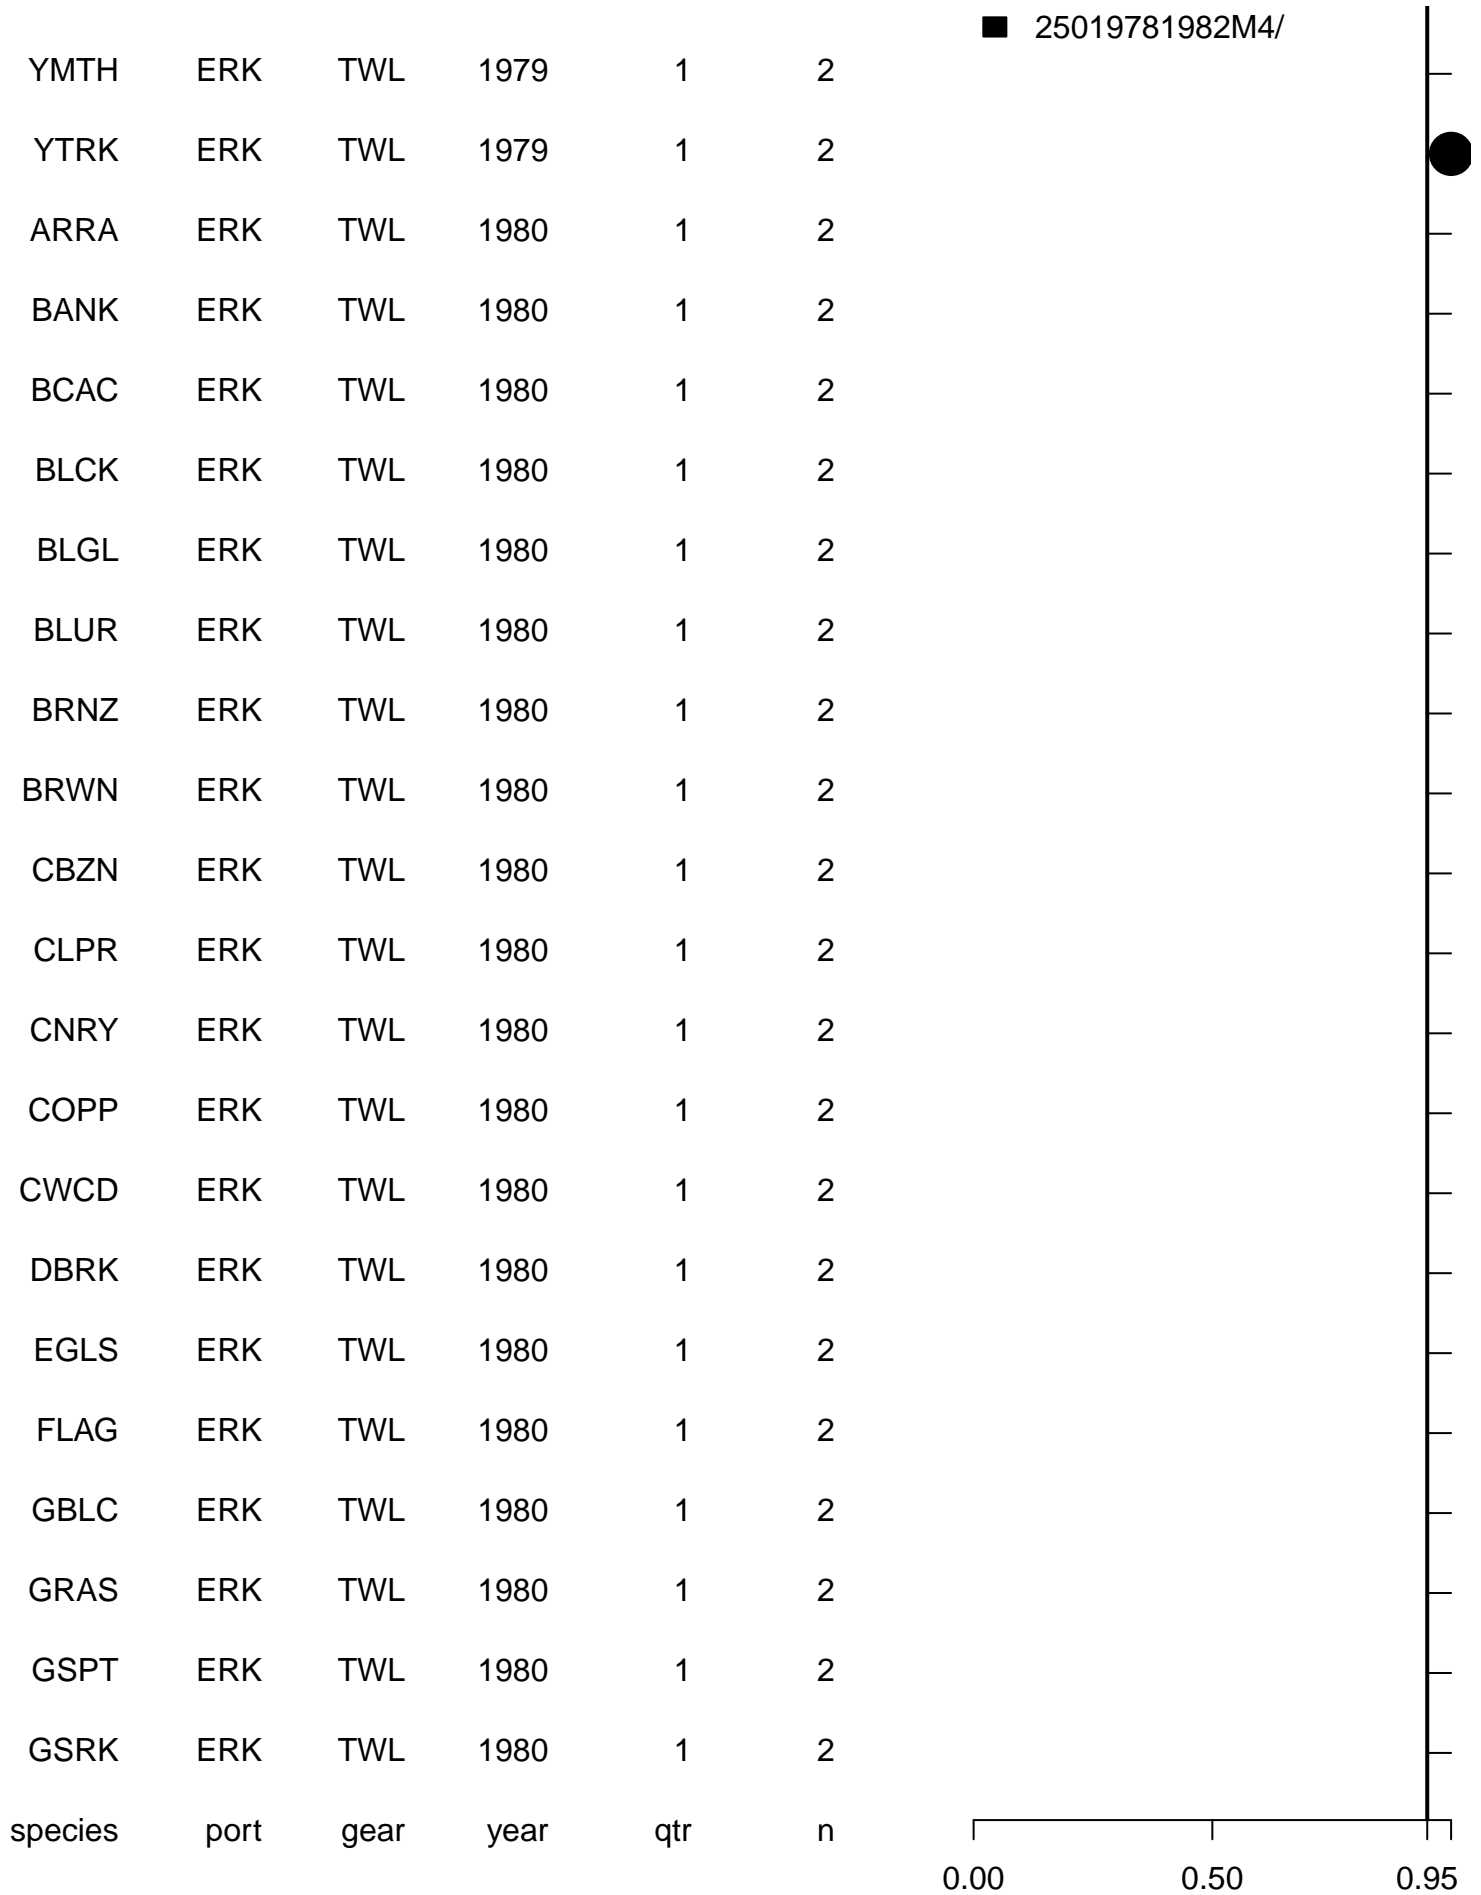 25019781982M4/
YMTH ERK TWL 1979 1 2
YTRK ERK TWL 1979 1 2
ARRA ERK TWL 1980 1 2
BANK ERK TWL 1980 1 2
BCAC ERK TWL 1980 1 2
BLCK ERK TWL 1980 1 2
BLGL ERK TWL 1980 1 2
BLUR ERK TWL 1980 1 2
BRNZ ERK TWL 1980 1 2
BRWN ERK TWL 1980 1 2
CBZN ERK TWL 1980 1 2
CLPR ERK TWL 1980 1 2
CNRY ERK TWL 1980 1 2
COPP ERK TWL 1980 1 2
CWCD ERK TWL 1980 1 2
DBRK ERK TWL 1980 1 2
EGLS ERK TWL 1980 1 2
FLAG ERK TWL 1980 1 2
GBLC ERK TWL 1980 1 2
GRAS ERK TWL 1980 1 2
GSPT ERK TWL 1980 1 2
GSRK ERK TWL 1980 1 2
species port gear year qtr n
0.00 0.50 0.95